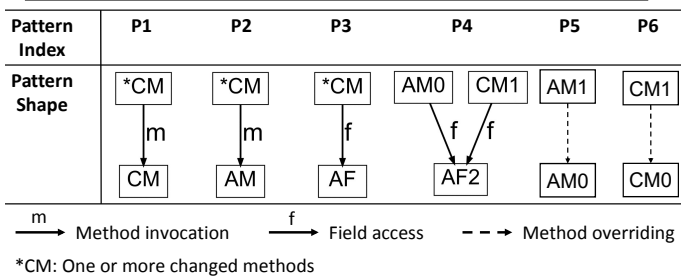 Pattern Index P1 P2 P3 P4 P5 P6
Pattern Shape
*CM *CM *CM AM0 CM1 AM1 CM1
m m f f f
CM AM AF AF2 AM0 CM0
m Method invocation f Field access Method overriding
*CM: One or more changed methods